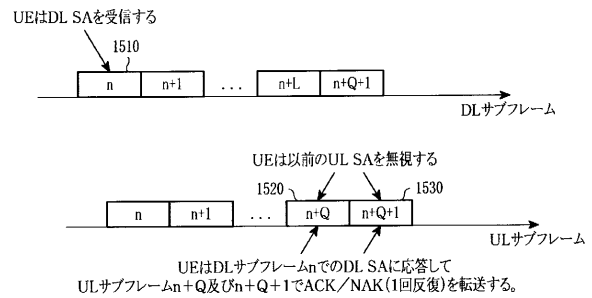 UEはDL SAを受信する
1510
n n+1 ... n+L n+Q+1
DLサブフレーム
UEは以前のUL SAを無視する
1520 1530
n n+1 ... n+Q n+Q+1
ULサブフレーム
UEはDLサブフレームnでのDL SAに応答して
ULサブフレームn+Q及びn+Q+1でACK/NAK(1回反復)を転送する。